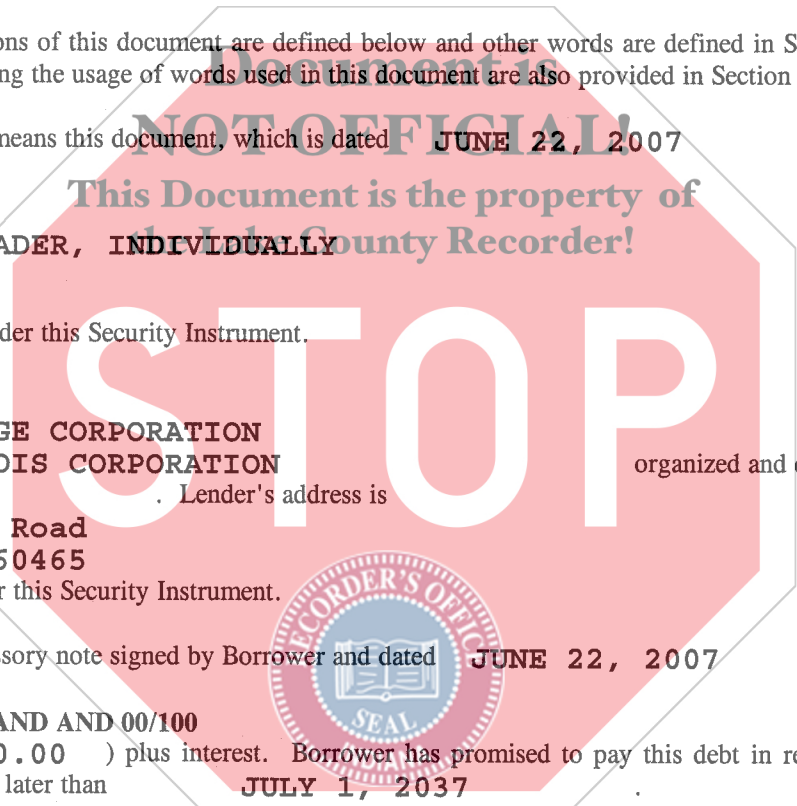 ons of this document are defined below and other words are defined in S
Document is
ng the usage of words used in this document are also provided in Section
NOT OFFICIAL!
means this document, which is dated JUNE 22, 2007
This Document is the property of
the Lake County Recorder!
ADER, INDIVIDUALLY
der this Security Instrument.
STOP
GE CORPORATION
OIS CORPORATION organized and
. Lender's address is
Road
60465
r this Security Instrument.
RECORDER'S OFFICE
ssory note signed by Borrower and dated JUNE 22, 2007
SEAL
INDIANA
AND AND 00/100
0.00 ) plus interest. Borrower has promised to pay this debt in re
later than JULY 1, 2037 .